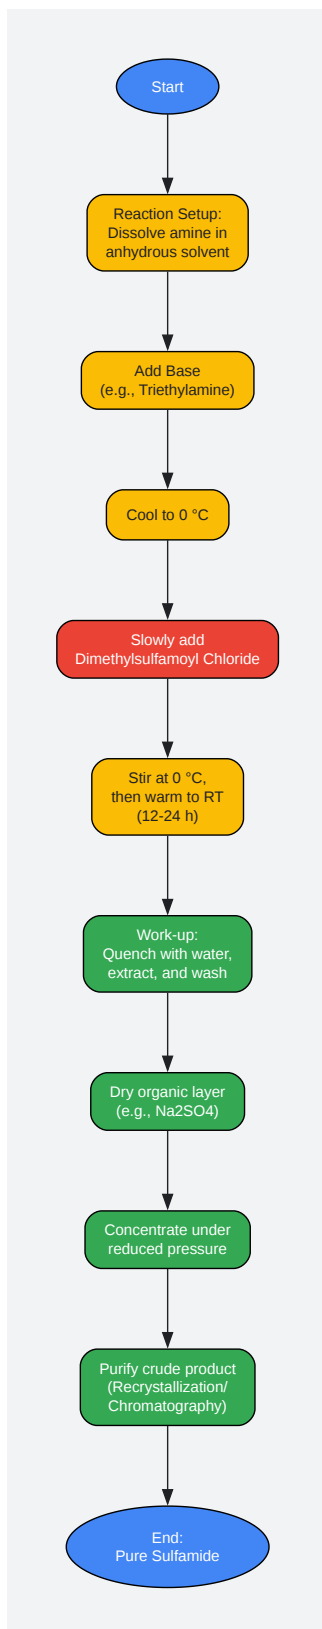 Start
Reaction Setup:
Dissolve amine in
anhydrous solvent
Add Base
(e.g., Triethylamine)
Cool to 0 °C
Slowly add
Dimethylsulfamoyl Chloride
Stir at 0 °C,
then warm to RT
(12-24 h)
Work-up:
Quench with water,
extract, and wash
Dry organic layer
(e.g., Na2SO4)
Concentrate under
reduced pressure
Purify crude product
(Recrystallization/
Chromatography)
End:
Pure Sulfamide